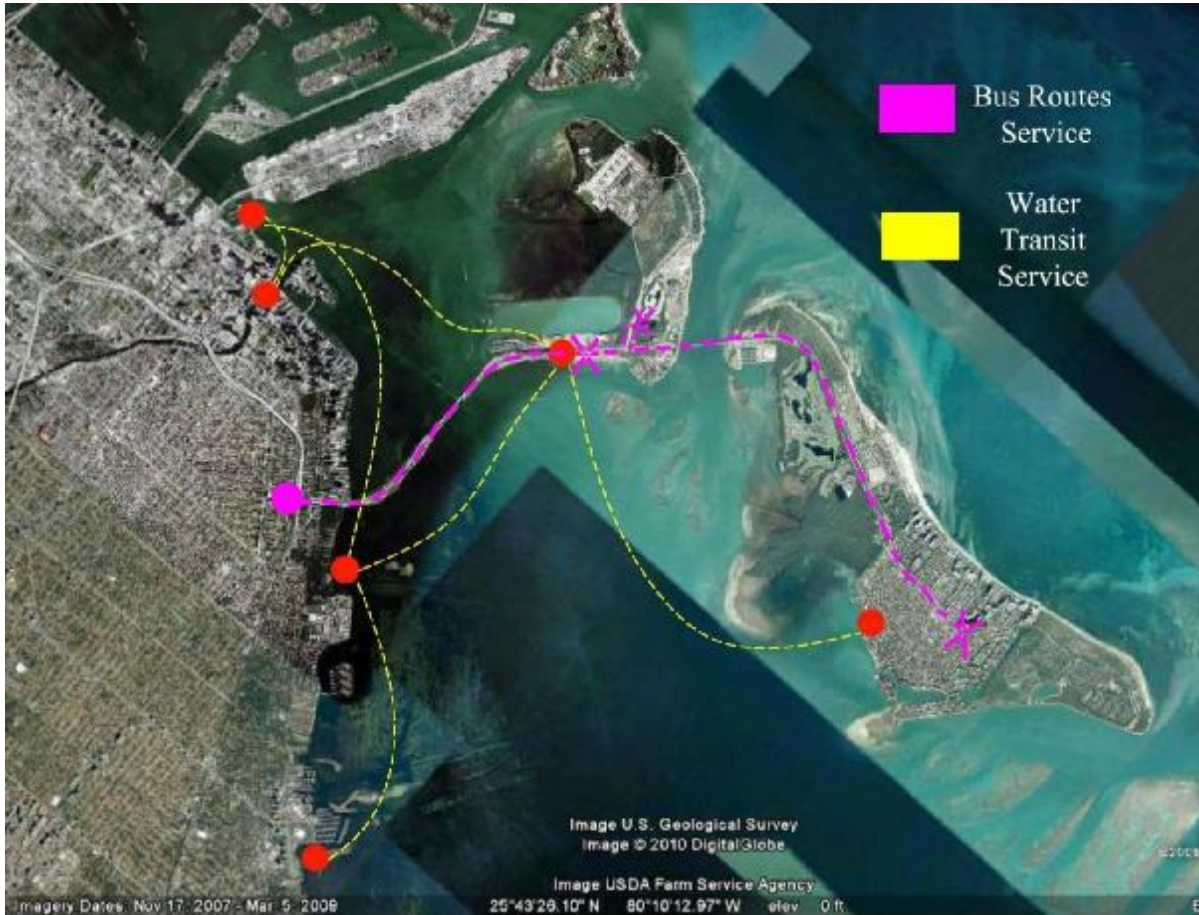 Bus Routes
Service
Water
Transit
Service
Image U.S. Geological Survey
Image © 2010 DigitalGlobe
©2009
Image USDA Farm Service Agency
Imagery Dates: Nov 17, 2007 - Mar 5, 2009
25°43'26.10" N 80°10'12.97" W elev 0 ft